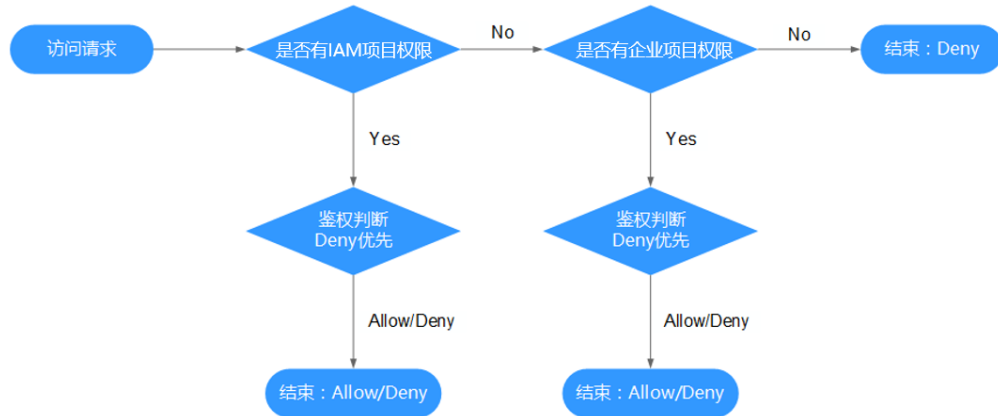 访问请求
是否有IAM项目权限
No
是否有企业项目权限
No
结束：Deny
Yes
Yes
鉴权判断
Deny优先
鉴权判断
Deny优先
Allow/Deny
Allow/Deny
结束：Allow/Deny
结束：Allow/Deny